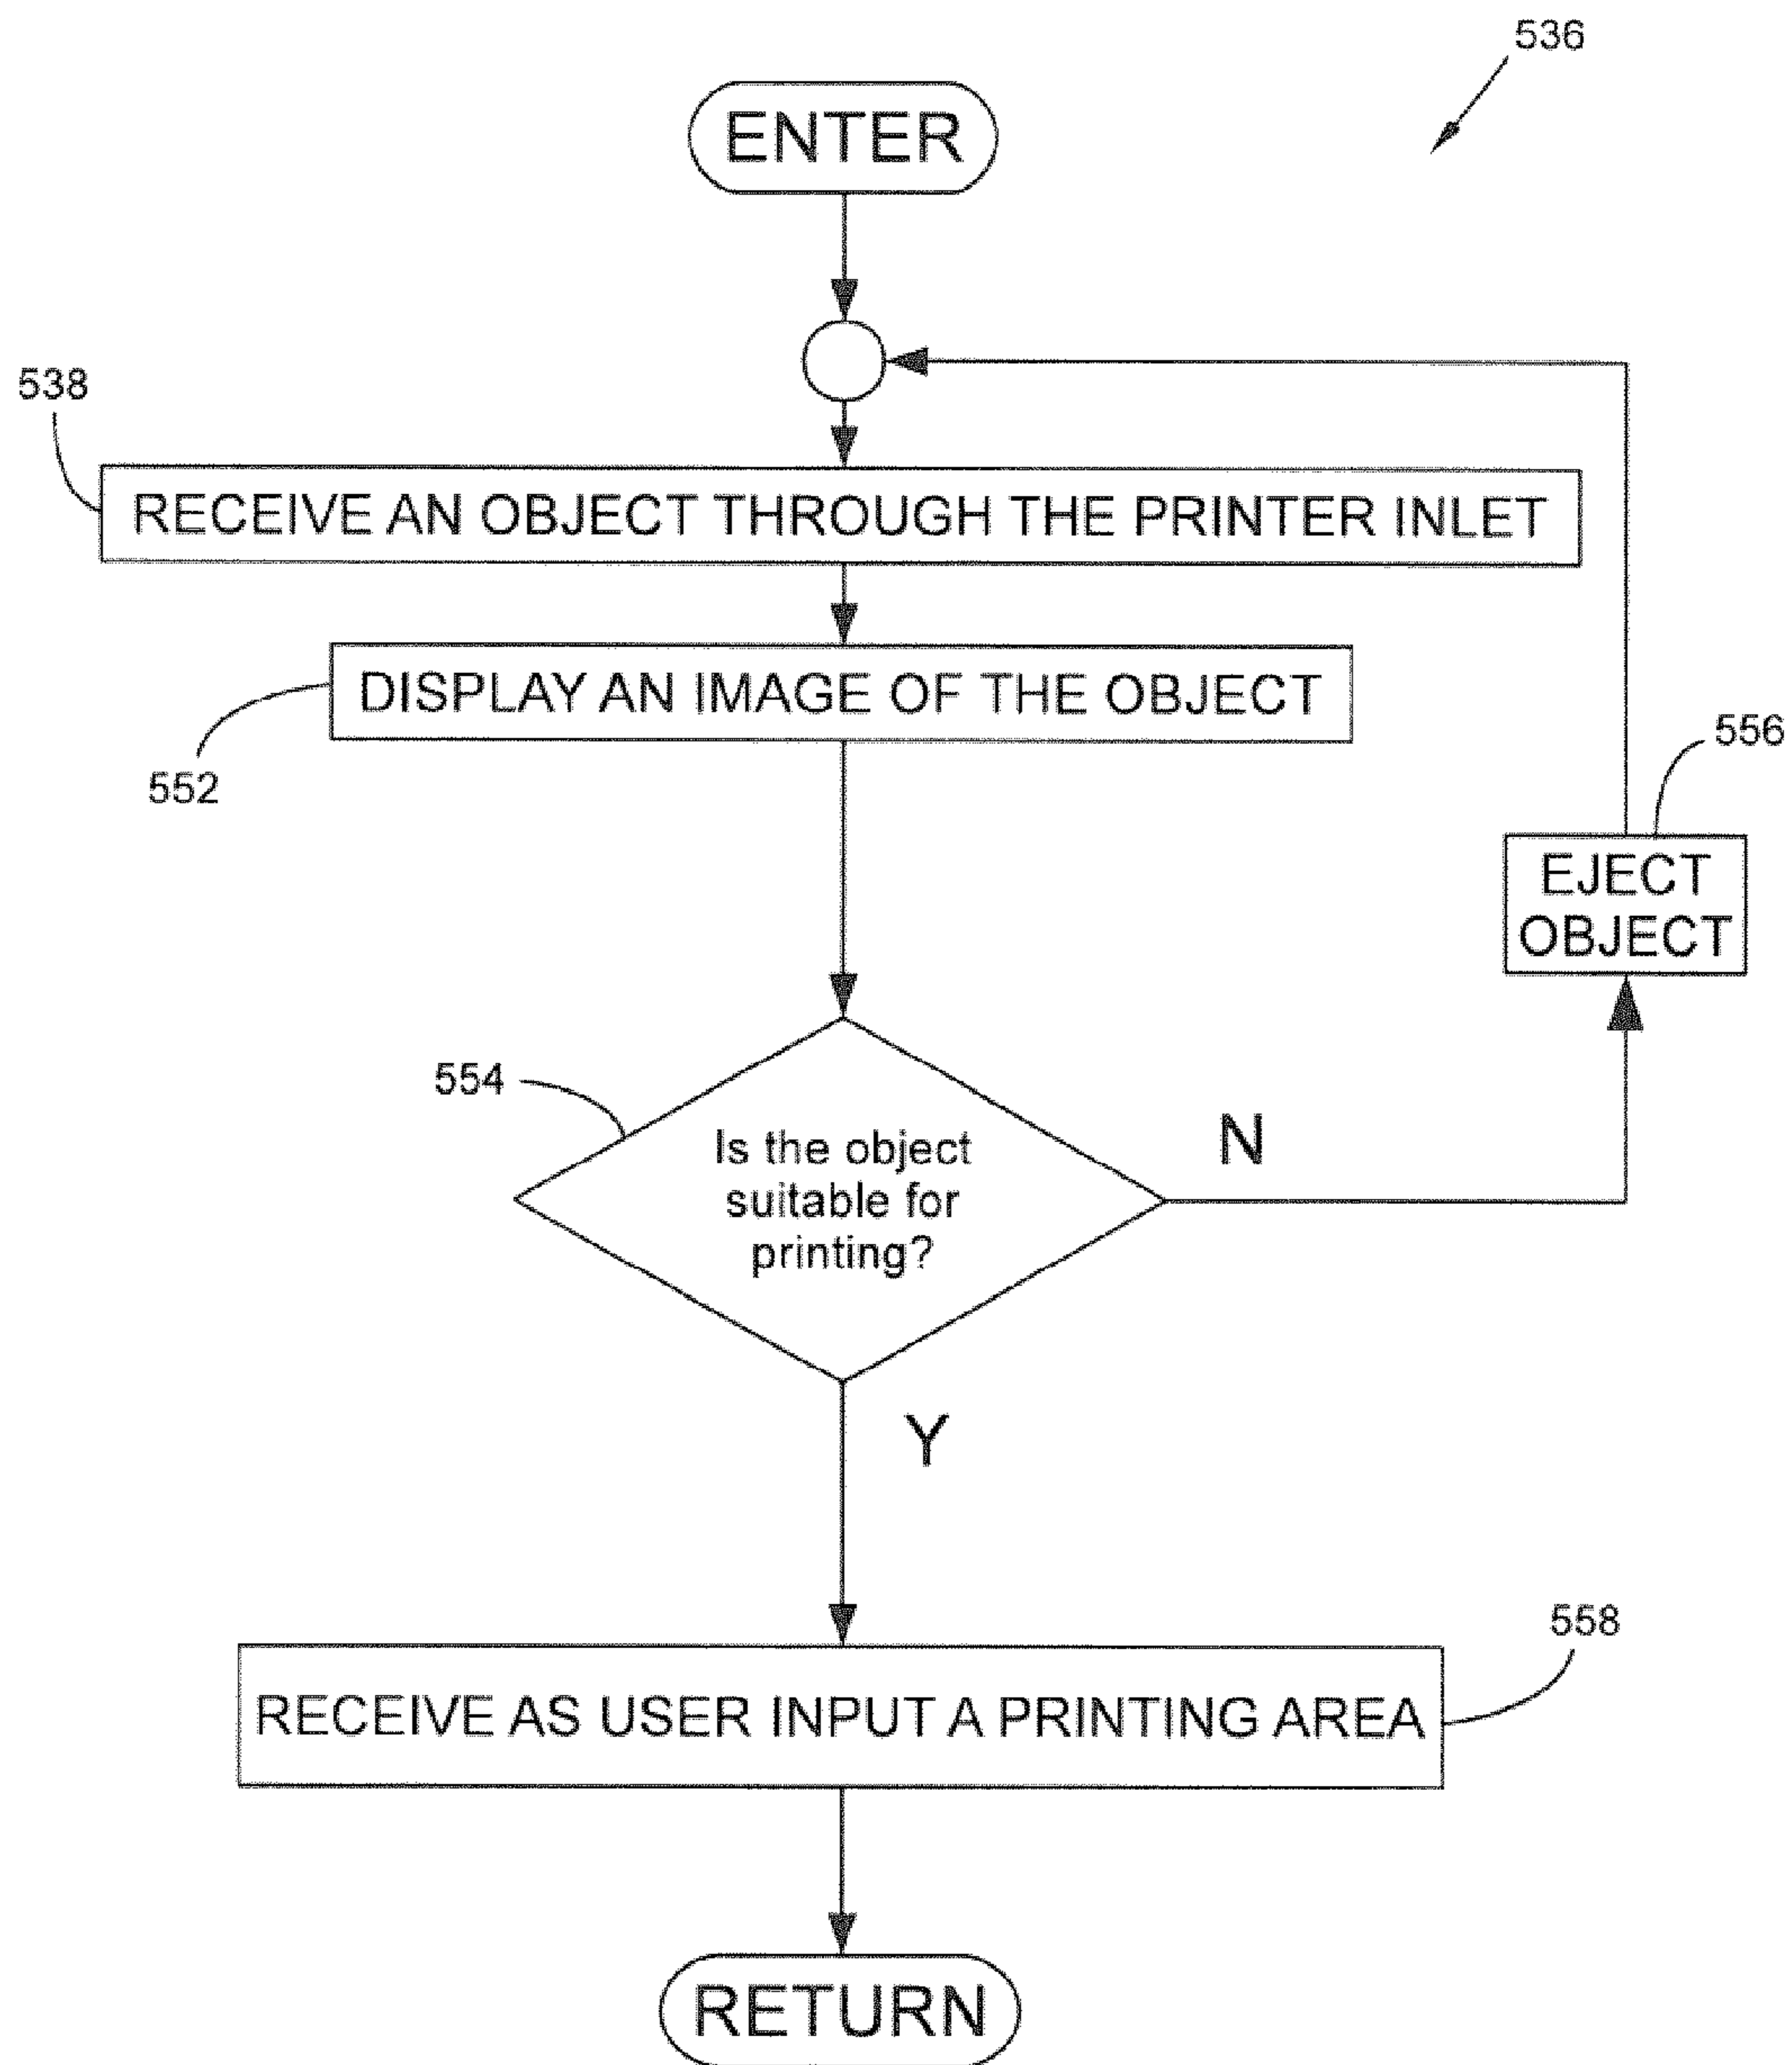 536
ENTER
538
RECEIVE AN OBJECT THROUGH THE PRINTER INLET
DISPLAY AN IMAGE OF THE OBJECT
552
556
EJECT
OBJECT
554
Is the object
suitable for
printing?
N
Y
558
RECEIVE AS USER INPUT A PRINTING AREA
RETURN